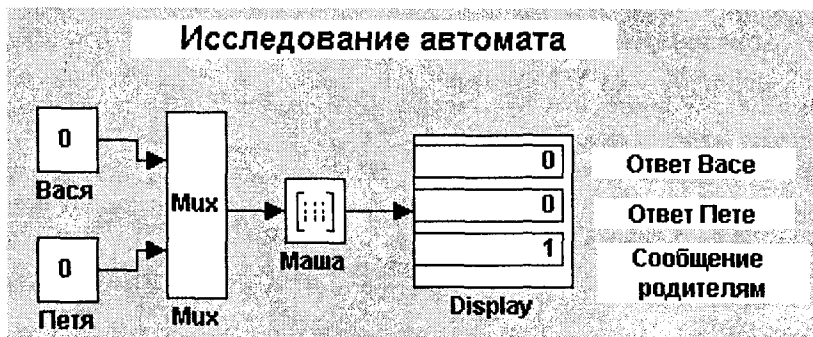 Исследование автомата
0
Вася
0
Петя
Mux
Mux
Маша
0
0
1
Display
Ответ Васе
Ответ Пете
Сообщение
родителям